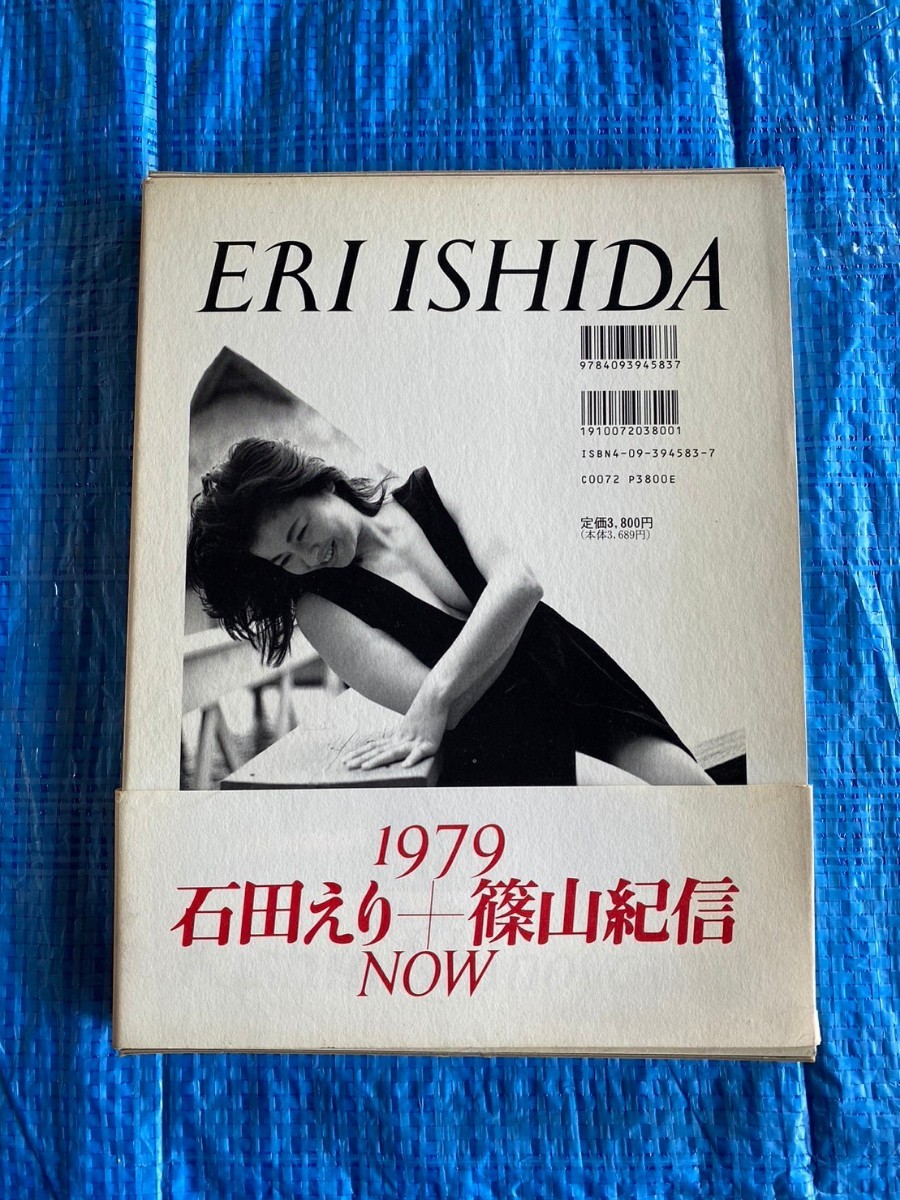 ERI ISHIDA
9784093945837
1910072038001
ISBN4-09-394583-7
C0072 P3800E
定価3,800円
(本体3,689円)
1979
石田えり+篠山紀信
NOW